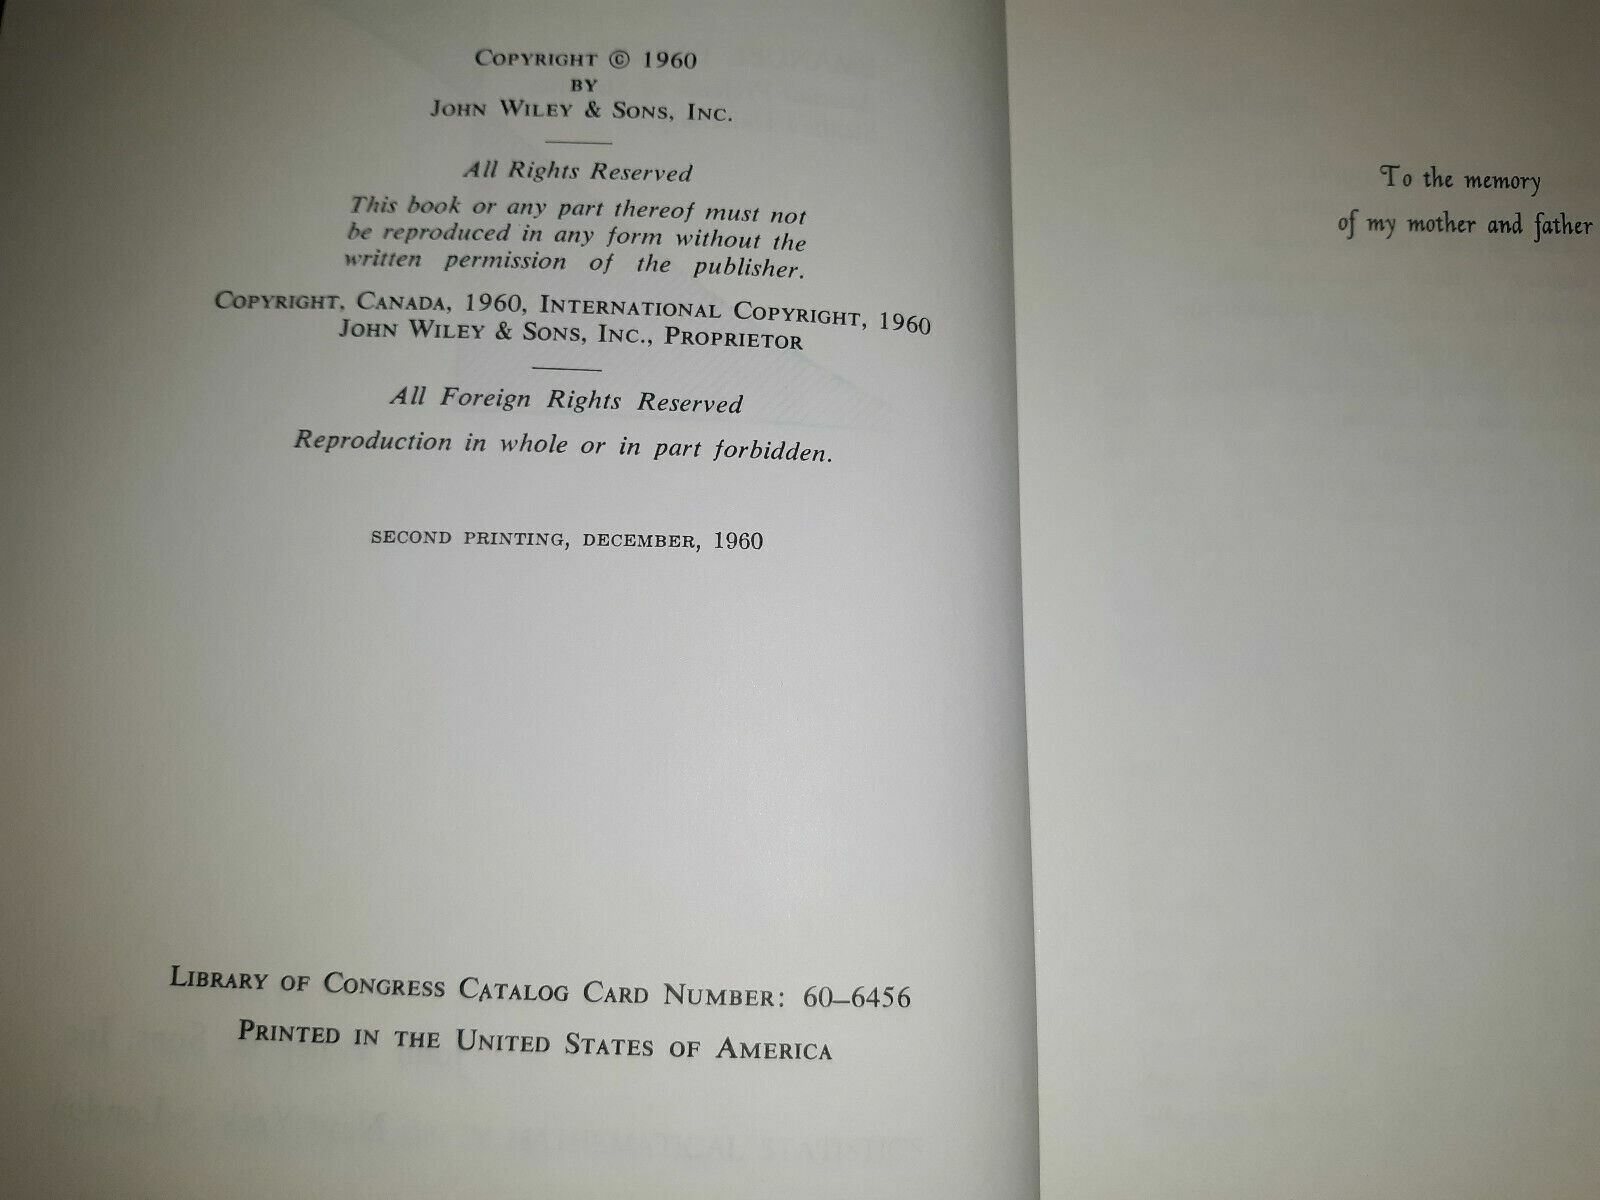 Copyright © 1960
by
John Wiley & Sons, Inc.
All Rights Reserved
This book or any part thereof must not
be reproduced in any form without the
written permission of the publisher.
Copyright, Canada, 1960, International Copyright, 1960
John Wiley & Sons, Inc., Proprietor
All Foreign Rights Reserved
Reproduction in whole or in part forbidden.
SECOND PRINTING, DECEMBER, 1960
Library of Congress Catalog Card Number: 60–6456
Printed in the United States of America
To the memory
of my mother and father